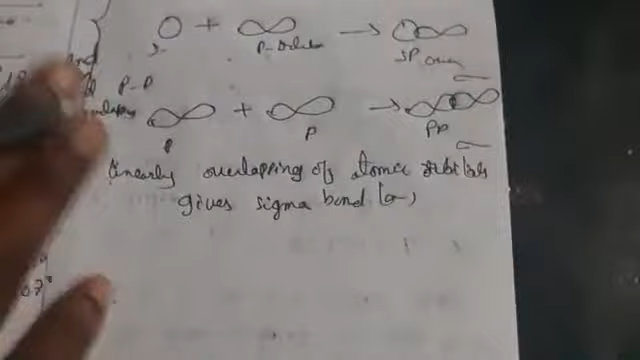 + →
S- P-orbital SP over
P-P
+ →
P P PP
linearly overlapping of atomic orbitals
gives sigma bond (σ)